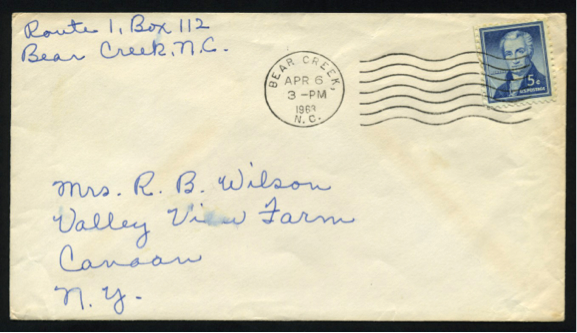 Route 1, Box 112
Bear Creek, N.C.
BEAR CREEK,
APR 6
3 -PM
1963
N.C.
5¢
Mrs. R. B. Wilson
Valley View Farm
Canaan
N.Y.